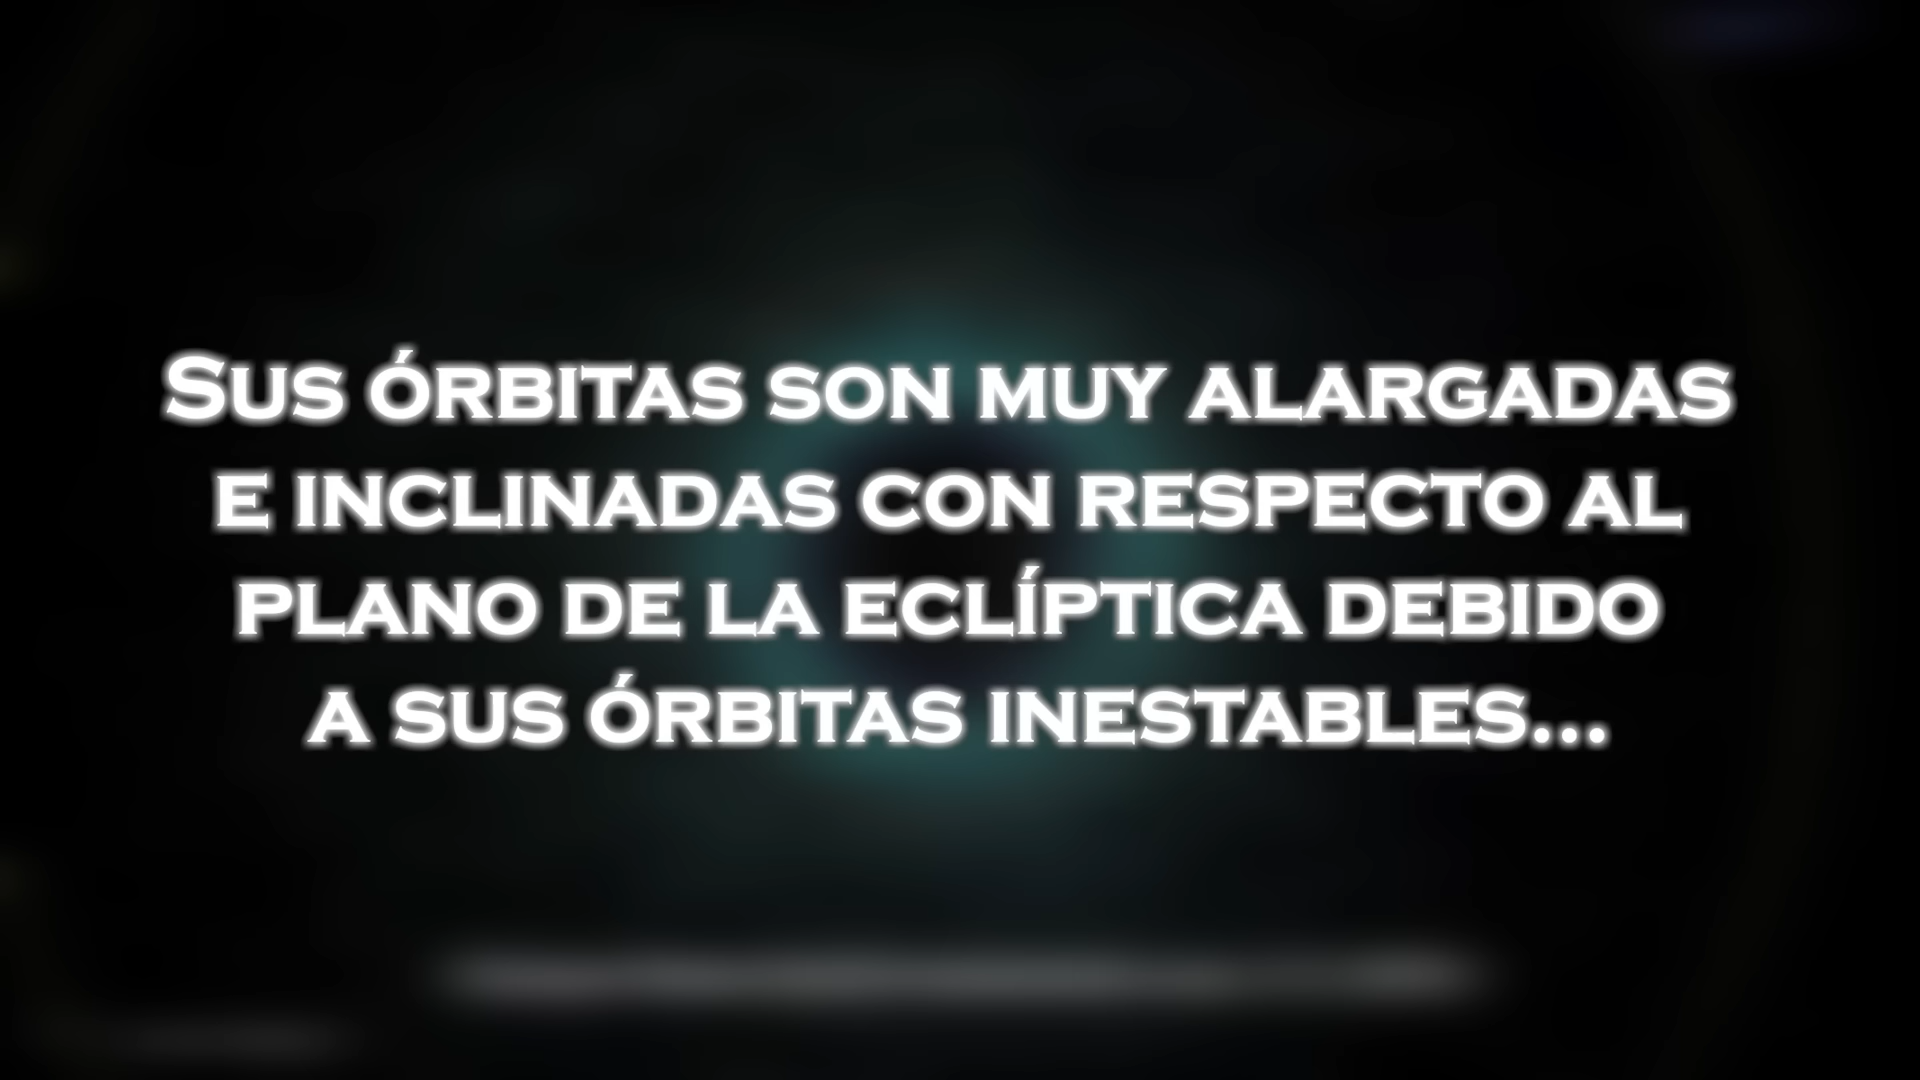 Sus órbitas son muy alargadas
e inclinadas con respecto al
plano de la eclíptica debido
a sus órbitas inestables...